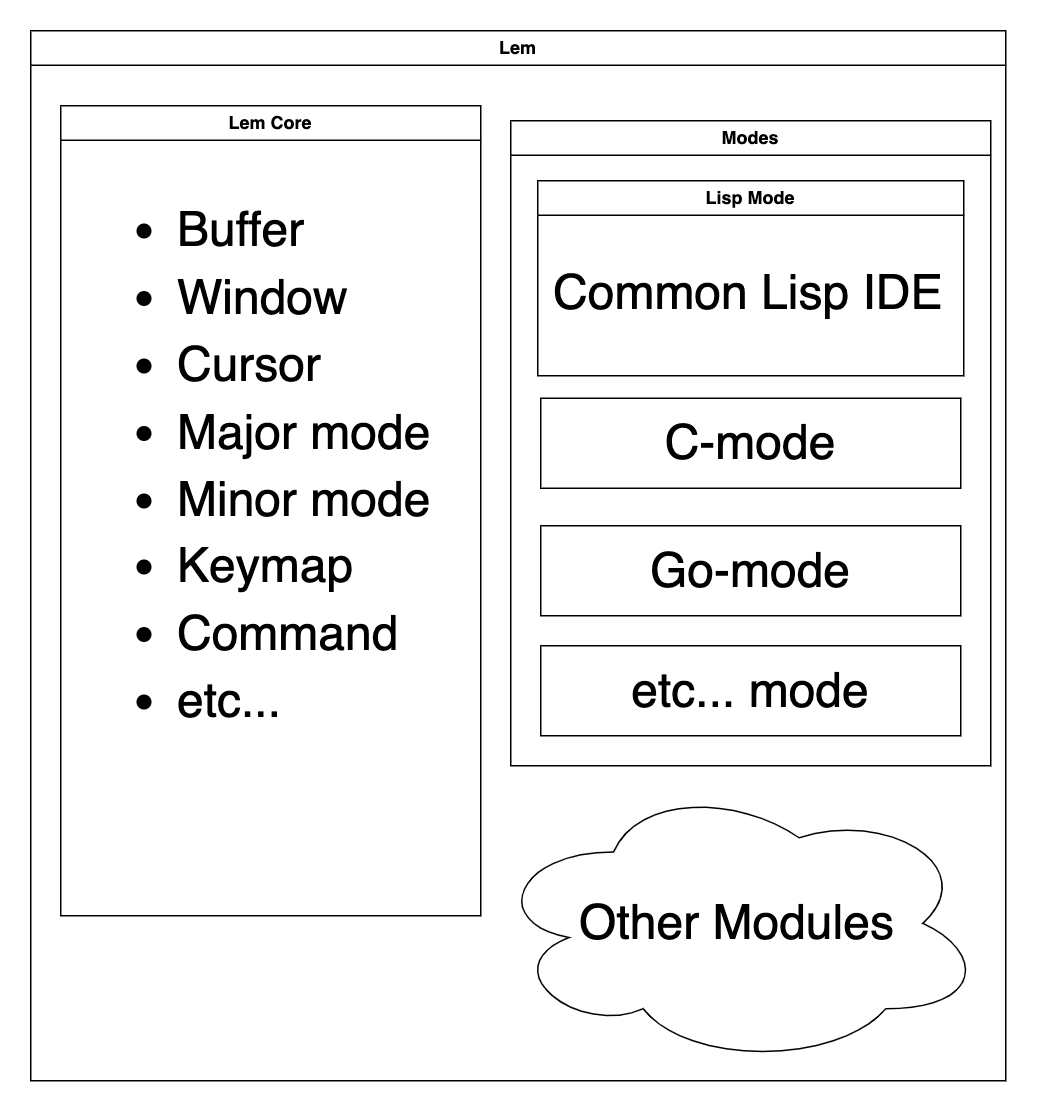 Lem
Lem Core
• Buffer
• Window
• Cursor
• Major mode
• Minor mode
• Keymap
• Command
• etc...
Modes
Lisp Mode
Common Lisp IDE
C-mode
Go-mode
etc... mode
Other Modules